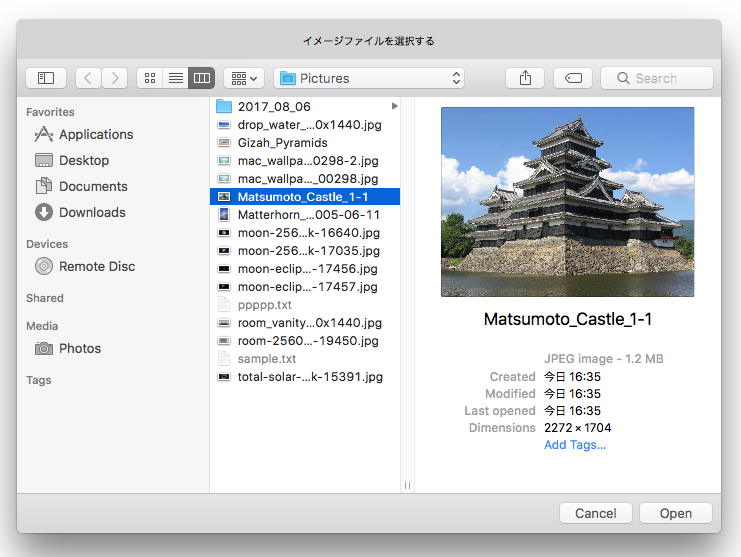 イメージファイルを選択する
Pictures
Search
Favorites
Applications
Desktop
Documents
Downloads
Devices
Remote Disc
Shared
Media
Photos
Tags
2017_08_06
drop_water_...0x1440.jpg
Gizah_Pyramids
mac_wallpa...0298-2.jpg
mac_wallpa..._00298.jpg
Matsumoto_Castle_1-1
Matterhorn_...005-06-11
moon-256...k-16640.jpg
moon-256...k-17035.jpg
moon-eclip...-17456.jpg
moon-eclip...-17457.jpg
ppppp.txt
room_vanity...0x1440.jpg
room-2560...-19450.jpg
sample.txt
total-solar-...k-15391.jpg
Matsumoto_Castle_1-1
JPEG image - 1.2 MB
Created 今日 16:35
Modified 今日 16:35
Last opened 今日 16:35
Dimensions 2272 × 1704
Add Tags...
Cancel
Open